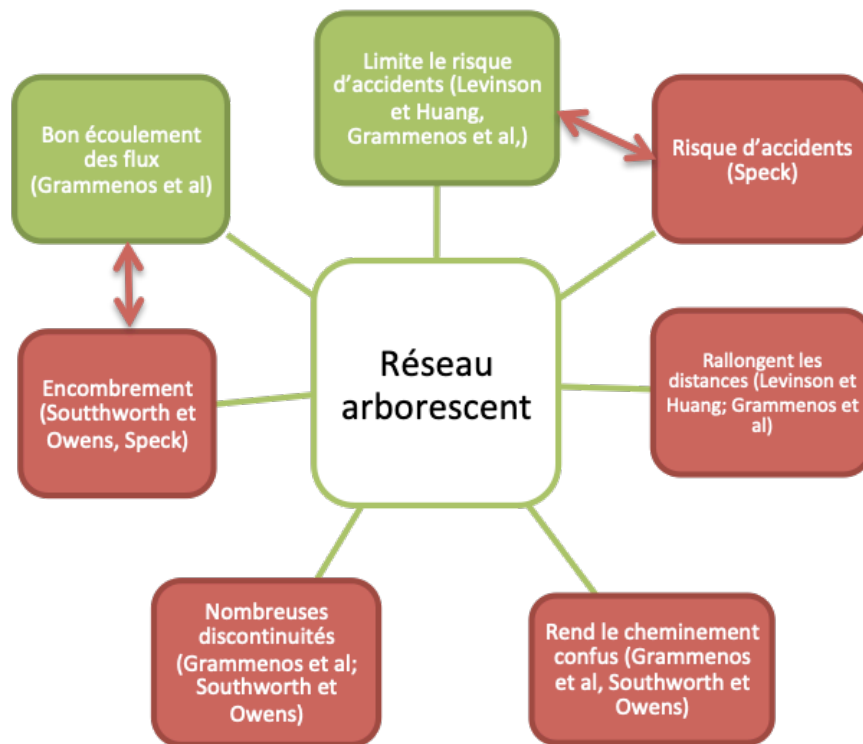 Limite le risque
d’accidents (Levinson
et Huang,
Grammenos et al,)
Bon écoulement
des flux
(Grammenos et al)
Risque d’accidents
(Speck)
Réseau
arborescent
Encombrement
(Soutthworth et
Owens, Speck)
Rallongent les
distances (Levinson et
Huang; Grammenos et
al)
Nombreuses
discontinuités
(Grammenos et al;
Southworth et
Owens)
Rend le cheminement
confus (Grammenos
et al, Southworth et
Owens)